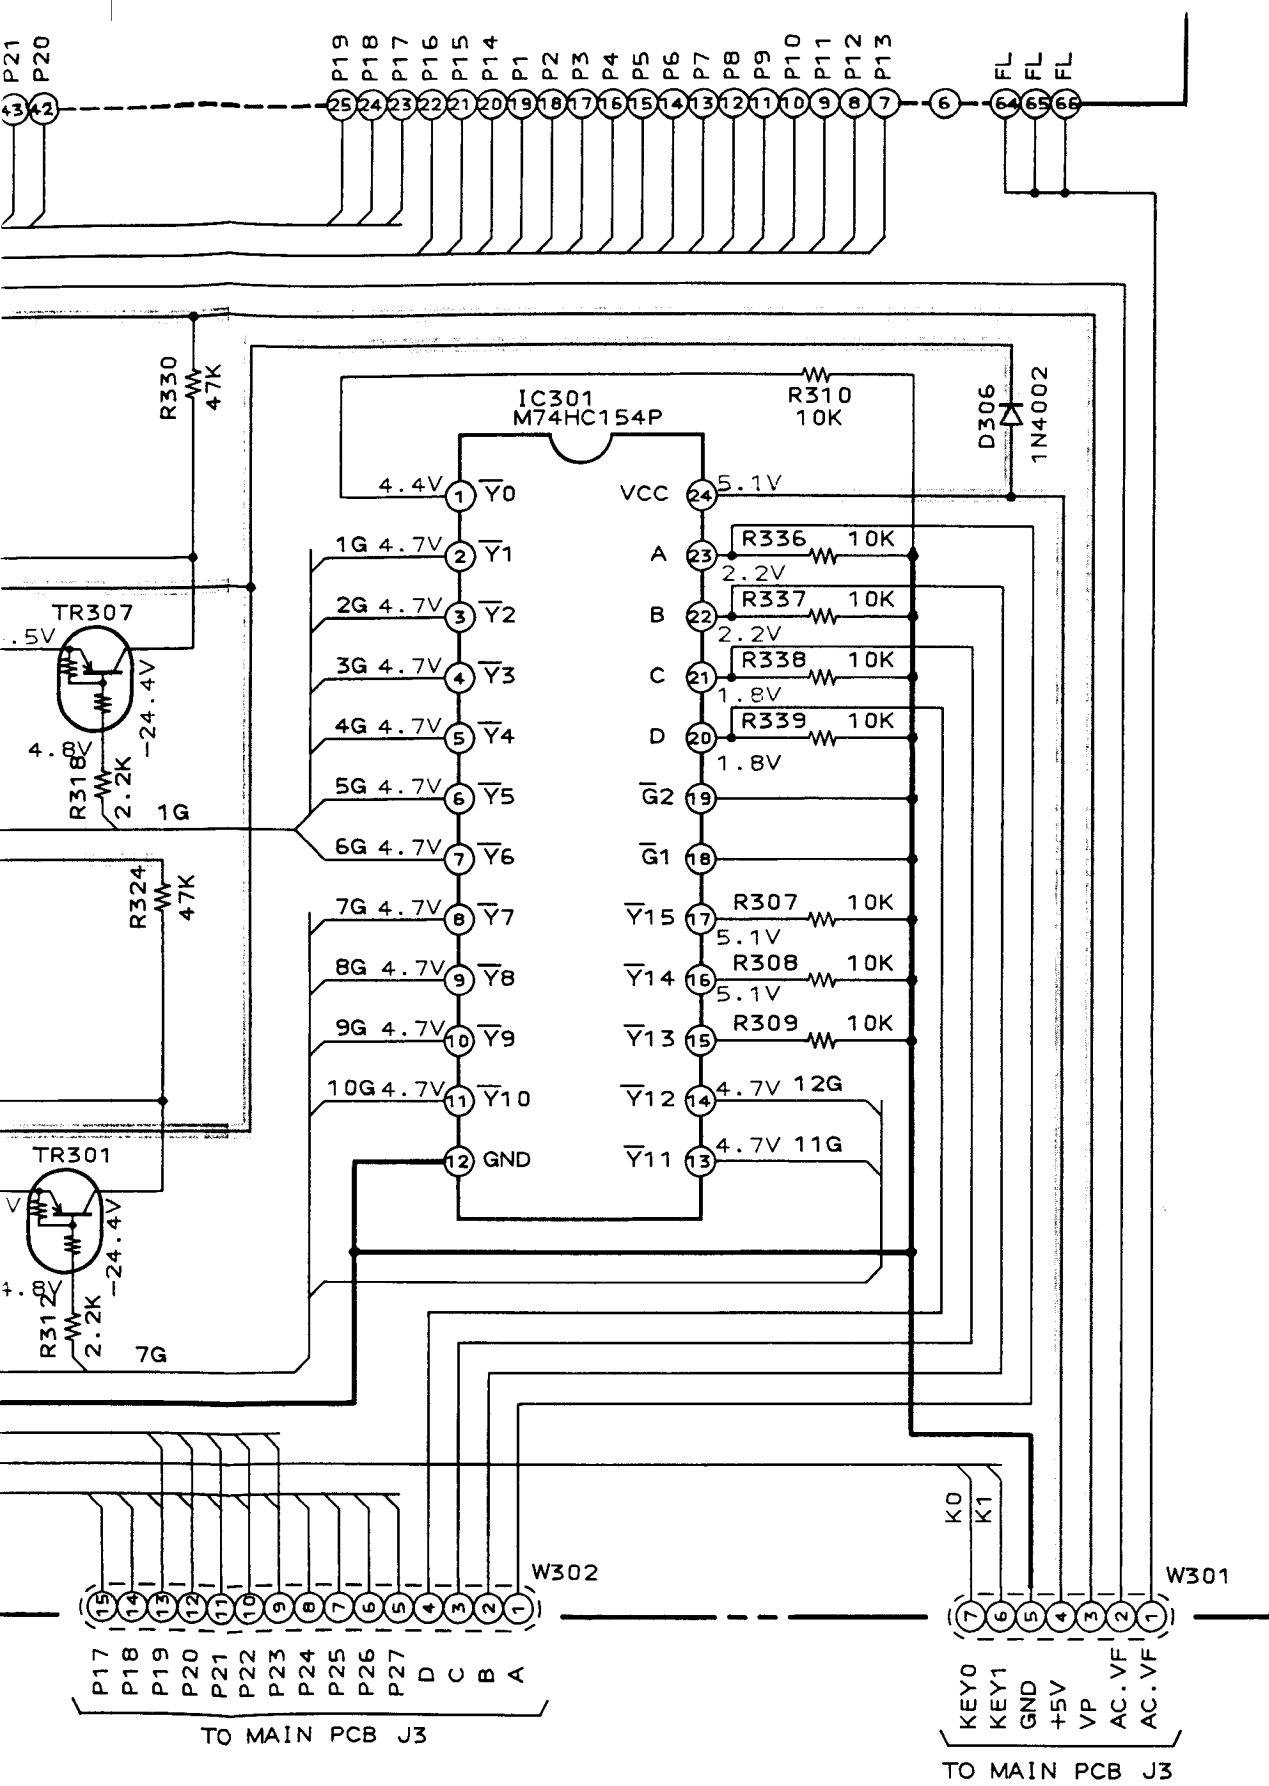 P21 P20 P19 P18 P17 P16 P15 P14 P1 P2 P3 P4 P5 P6 P7 P8 P9 P10 P11 P12 P13 FL FL FL
43 42 25 24 23 22 21 20 19 18 17 16 15 14 13 12 11 10 9 8 7 6 64 65 66
R330 47K
R310
10K
D306 1N4002
IC301
M74HC154P
4.4V 1 Y0 VCC 24 5.1V
1G 4.7V 2 Y1 A 23 R336 10K
2.2V
2G 4.7V 3 Y2 B 22 R337 10K
2.2V
3G 4.7V 4 Y3 C 21 R338 10K
1.8V
4G 4.7V 5 Y4 D 20 R339 10K
1.8V
5G 4.7V 6 Y5 G2 19
6G 4.7V 7 Y6 G1 18
7G 4.7V 8 Y7 Y15 17 R307 10K
5.1V
8G 4.7V 9 Y8 Y14 16 R308 10K
5.1V
9G 4.7V 10 Y9 Y13 15 R309 10K
10G 4.7V 11 Y10 Y12 14 4.7V 12G
12 GND Y11 13 4.7V 11G
TR307
.5V
-24.4V
4.8V
R318 2.2K
1G
R324 47K
TR301
V
-24.4V
.8V
R312 2.2K
7G
K0 K1
W302
15 14 13 12 11 10 9 8 7 6 5 4 3 2 1
P17 P18 P19 P20 P21 P22 P23 P24 P25 P26 P27 D C B A
TO MAIN PCB J3
W301
7 6 5 4 3 2 1
KEY0 KEY1 GND +5V VP AC.VF AC.VF
TO MAIN PCB J3